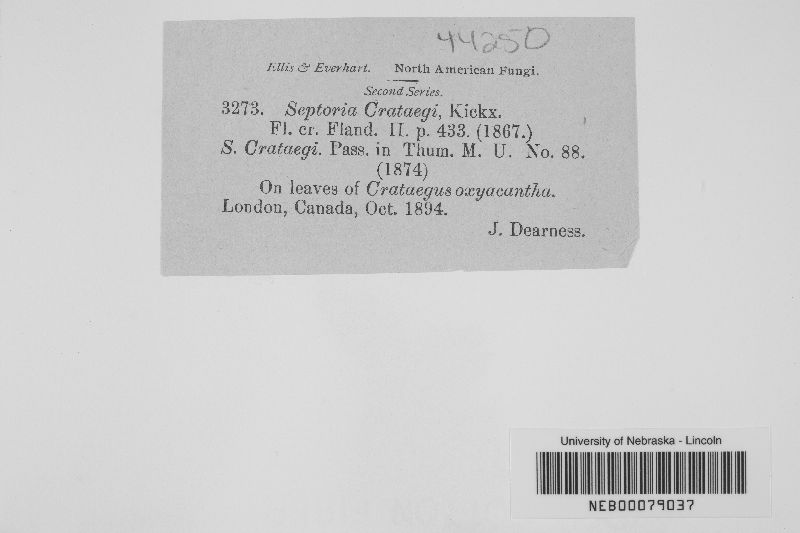 44250
Ellis & Everhart. North American Fungi.
Second Series.
3273. Septoria Crataegi, Kickx.
Fl. cr. Fland. II. p. 433. (1867.)
S. Crataegi. Pass. in Thum. M. U. No. 88.
(1874)
On leaves of Crataegus oxyacantha.
London, Canada, Oct. 1894.
J. Dearness.
University of Nebraska - Lincoln
NEB00079037